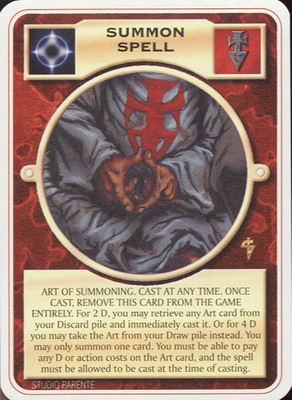 SUMMON
SPELL
ART OF SUMMONING. CAST AT ANY TIME. ONCE
CAST, REMOVE THIS CARD FROM THE GAME
ENTIRELY. For 2 D, you may retrieve any Art card from
your Discard pile and immediately cast it. Or for 4 D
you may take the Art from your Draw pile instead. You
may only summon one card. You must be able to pay
any D or action costs on the Art card, and the spell
must be allowed to be cast at the time of casting.
STUDIO PARENTE